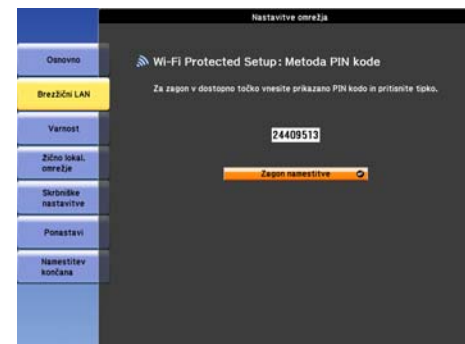 Nastavitve omrežja
Osnovno
Brezžični LAN
Varnost
Žično lokal.
omrežje
Skrbniške
nastavitve
Ponastavi
Namestitev
končana
Wi-Fi Protected Setup: Metoda PIN kode
Za zagon v dostopno točko vnesite prikazano PIN kodo in pritisnite tipko.
24409513
Zagon namestitve